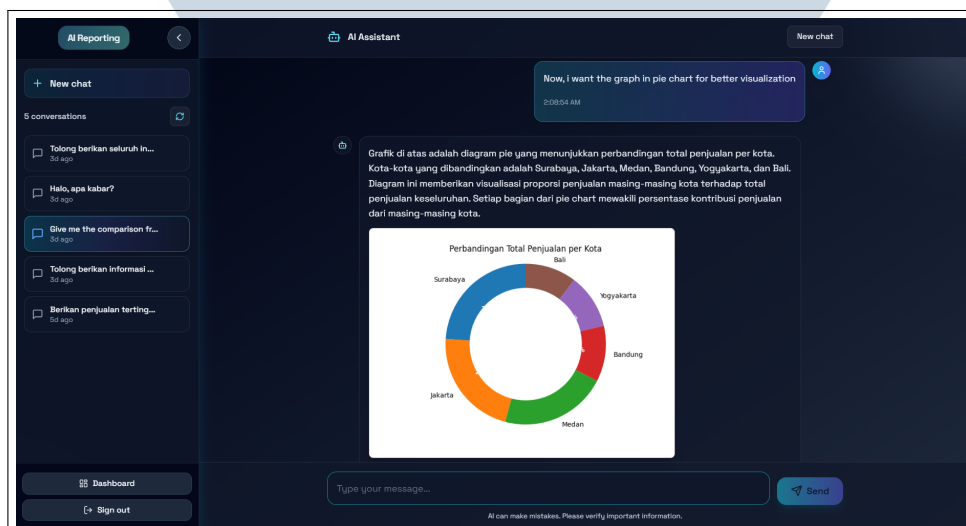 AI Reporting
New chat
5 conversations
Tolong berikan seluruh in...
3d ago
Halo, apa kabar?
3d ago
Give me the comparison fr...
3d ago
Tolong berikan informasi ...
3d ago
Berikan penjualan terting...
5d ago
Dashboard
Sign out
AI Assistant
New chat
Now, i want the graph in pie chart for better visualization
2:08:54 AM
Grafik di atas adalah diagram pie yang menunjukkan perbandingan total penjualan per kota.
Kota-kota yang dibandingkan adalah Surabaya, Jakarta, Medan, Bandung, Yogyakarta, dan Bali.
Diagram ini memberikan visualisasi proporsi penjualan masing-masing kota terhadap total
penjualan keseluruhan. Setiap bagian dari pie chart mewakili persentase kontribusi penjualan
dari masing-masing kota.
Perbandingan Total Penjualan per Kota
Bali
Surabaya
Yogyakarta
Bandung
Jakarta
Medan
Type your message...
Send
AI can make mistakes. Please verify important information.